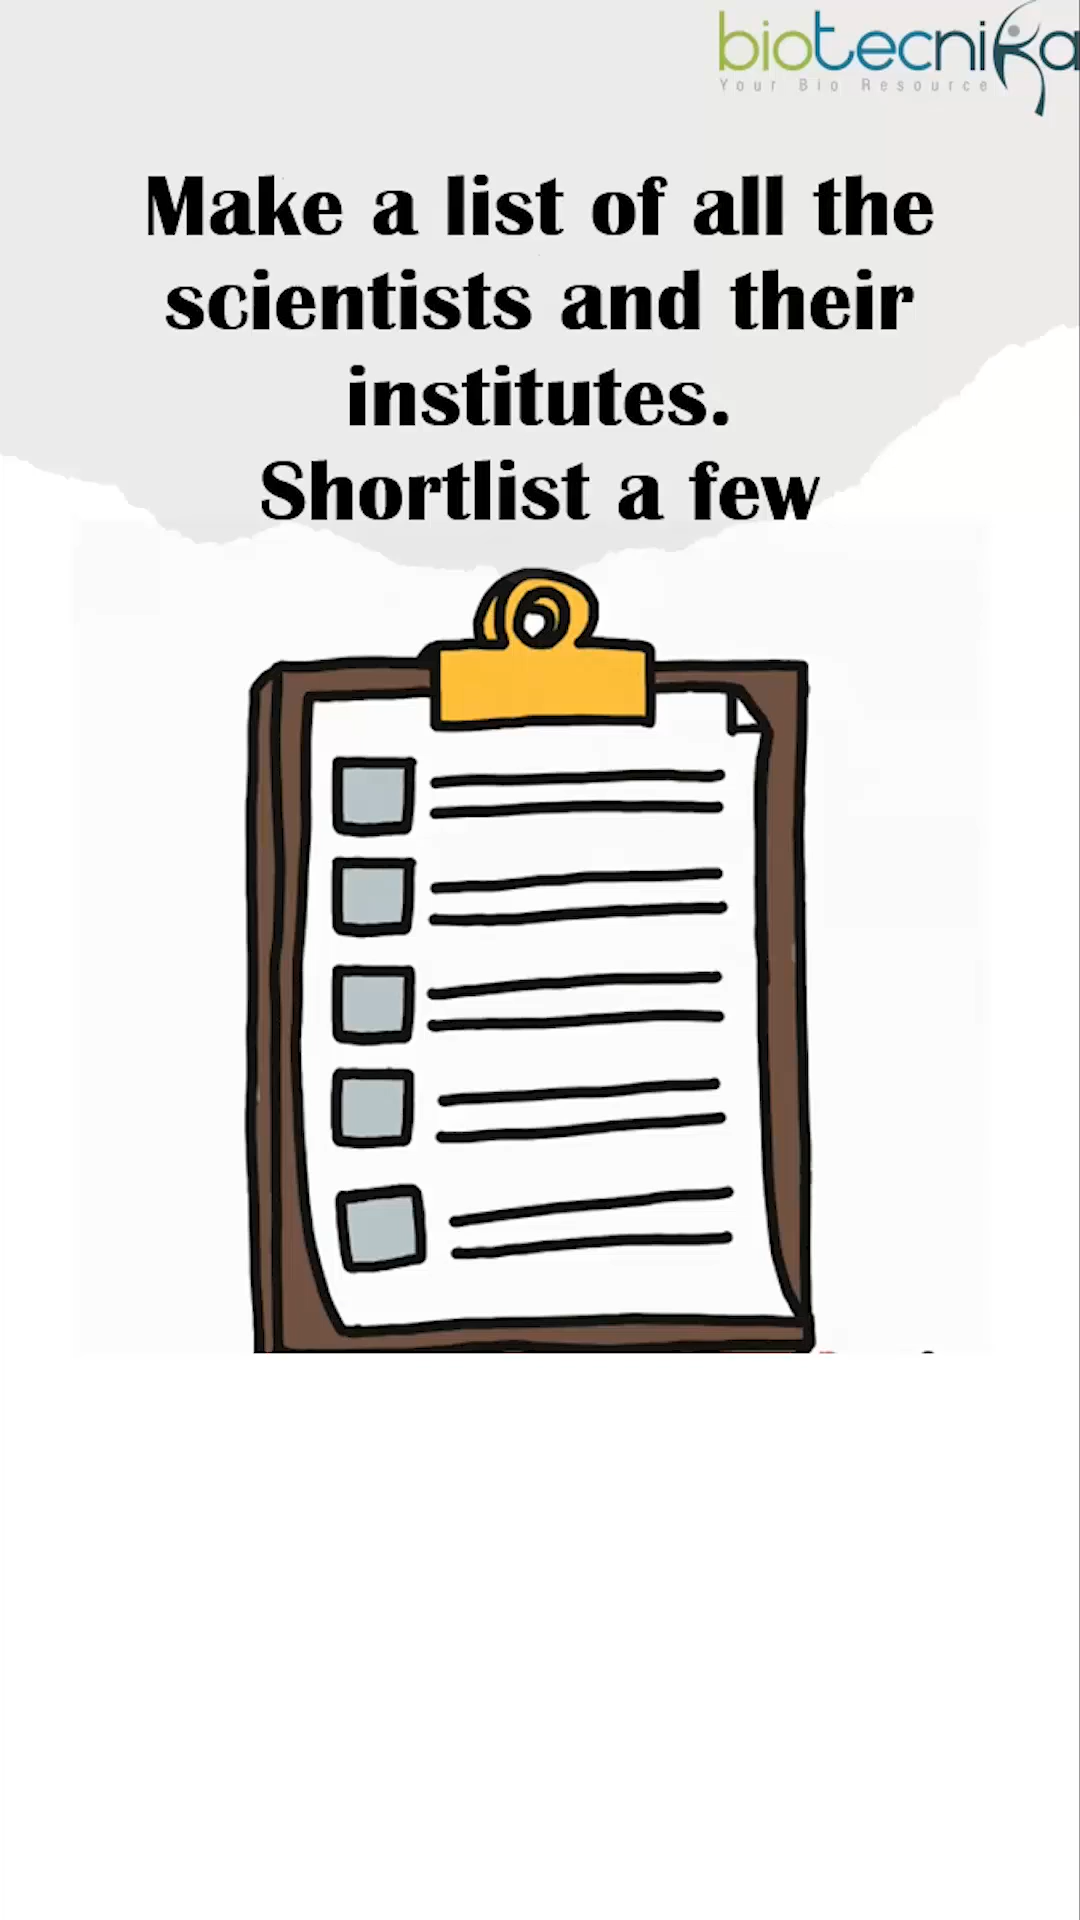 biotecnika
Your Bio Resource
Make a list of all the
scientists and their
institutes.
Shortlist a few